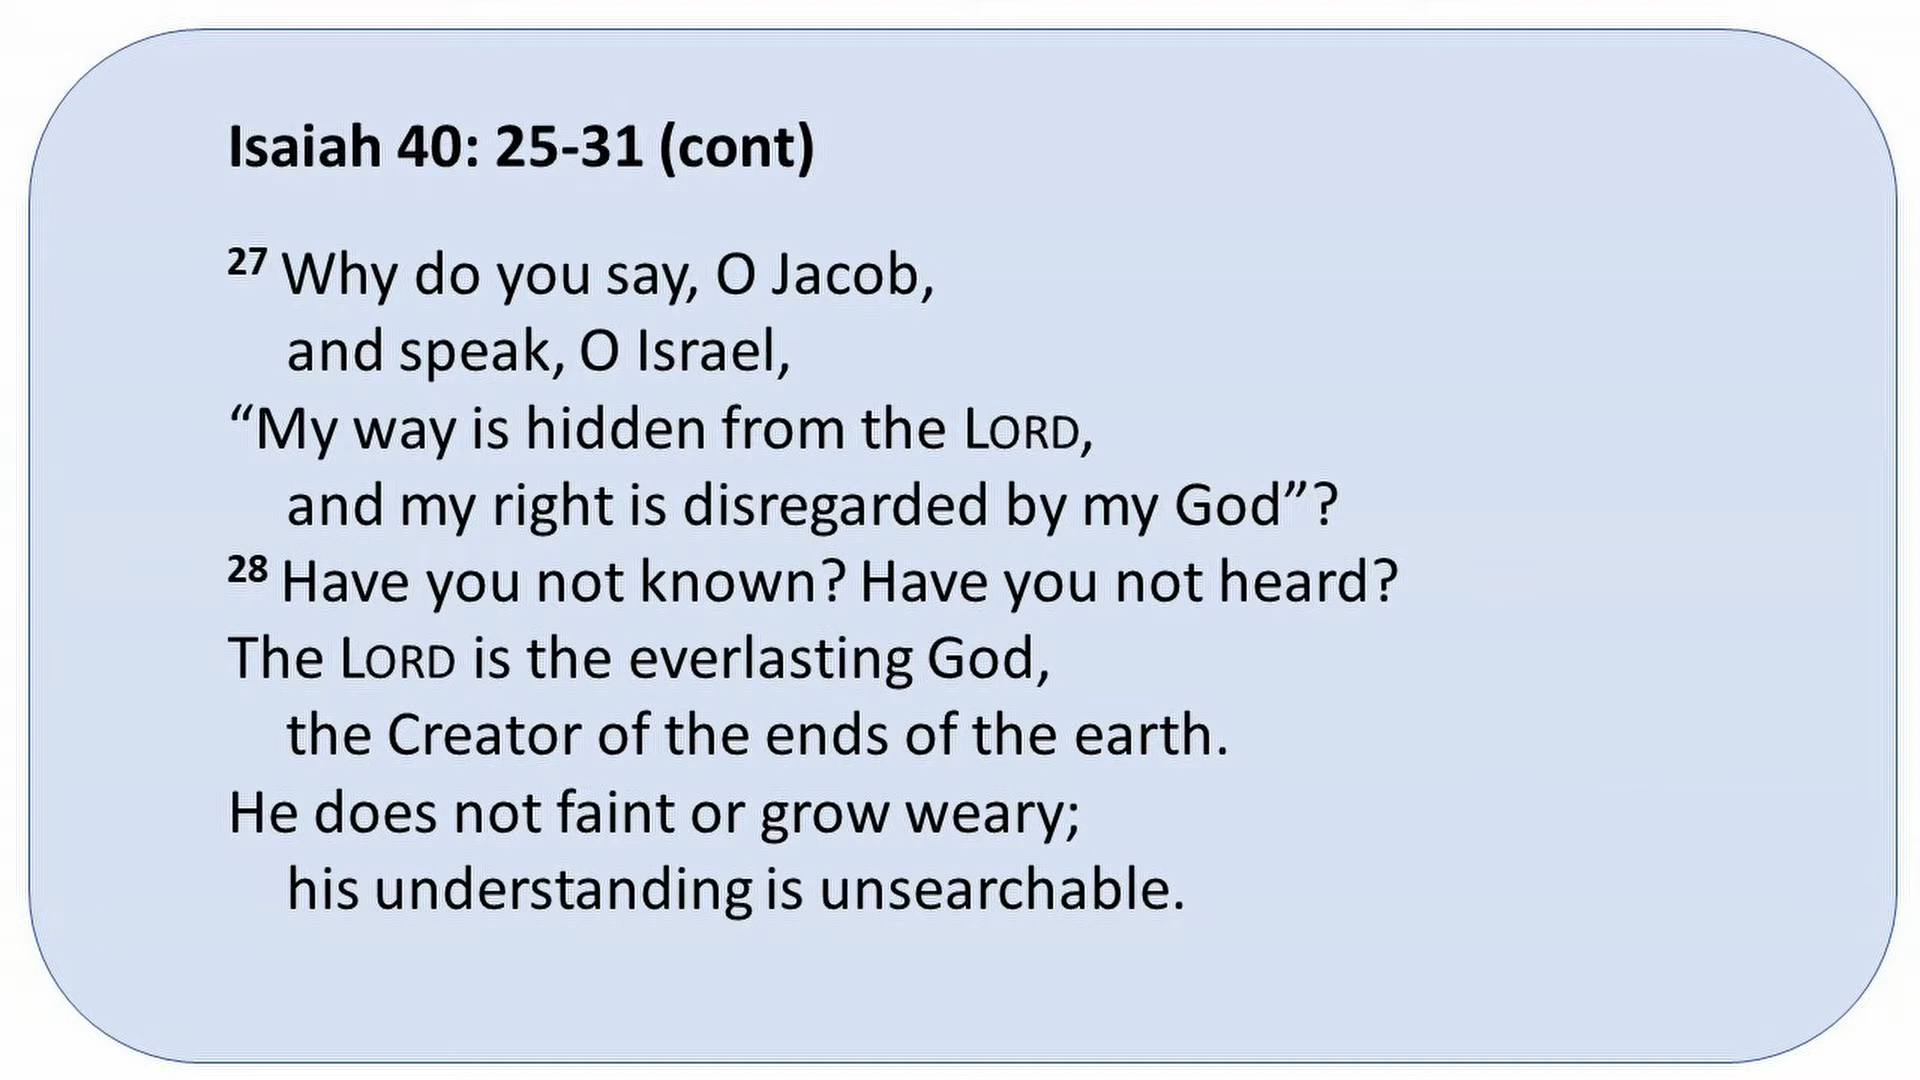 Isaiah 40: 25-31 (cont)
27 Why do you say, O Jacob,
and speak, O Israel,
“My way is hidden from the LORD,
and my right is disregarded by my God”?
28 Have you not known? Have you not heard?
The LORD is the everlasting God,
the Creator of the ends of the earth.
He does not faint or grow weary;
his understanding is unsearchable.